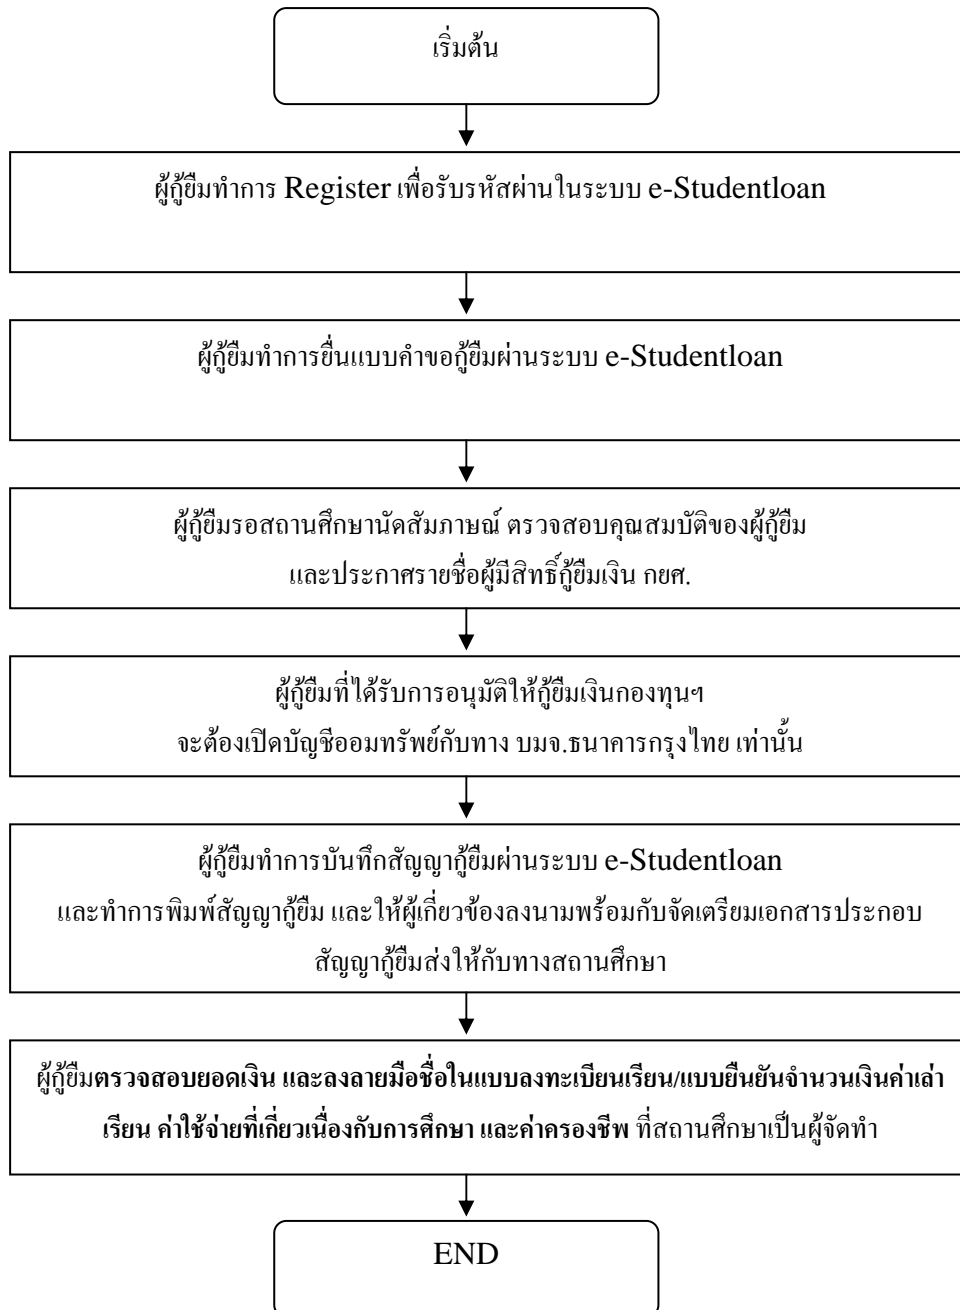 เริ่มต้น
ผู้กู้ยืมทำการ Register เพื่อรับรหัสผ่านในระบบ e-Studentloan
ผู้กู้ยืมทำการยื่นแบบคำขอกู้ยืมผ่านระบบ e-Studentloan
ผู้กู้ยืมรอสถานศึกษานัดสัมภาษณ์ ตรวจสอบคุณสมบัติของผู้กู้ยืม
และประกาศรายชื่อผู้มีสิทธิ์กู้ยืมเงิน กยศ.
ผู้กู้ยืมที่ได้รับการอนุมัติให้กู้ยืมเงินกองทุนฯ
จะต้องเปิดบัญชีออมทรัพย์กับทาง บมจ.ธนาคารกรุงไทย เท่านั้น
ผู้กู้ยืมทำการบันทึกสัญญากู้ยืมผ่านระบบ e-Studentloan
และทำการพิมพ์สัญญากู้ยืม และให้ผู้เกี่ยวข้องลงนามพร้อมกับจัดเตรียมเอกสารประกอบ
สัญญากู้ยืมส่งให้กับทางสถานศึกษา
ผู้กู้ยืมตรวจสอบยอดเงิน และลงลายมือชื่อในแบบลงทะเบียนเรียน/แบบยืนยันจำนวนเงินค่าเล่า
เรียน ค่าใช้จ่ายที่เกี่ยวเนื่องกับการศึกษา และค่าครองชีพ ที่สถานศึกษาเป็นผู้จัดทำ
END